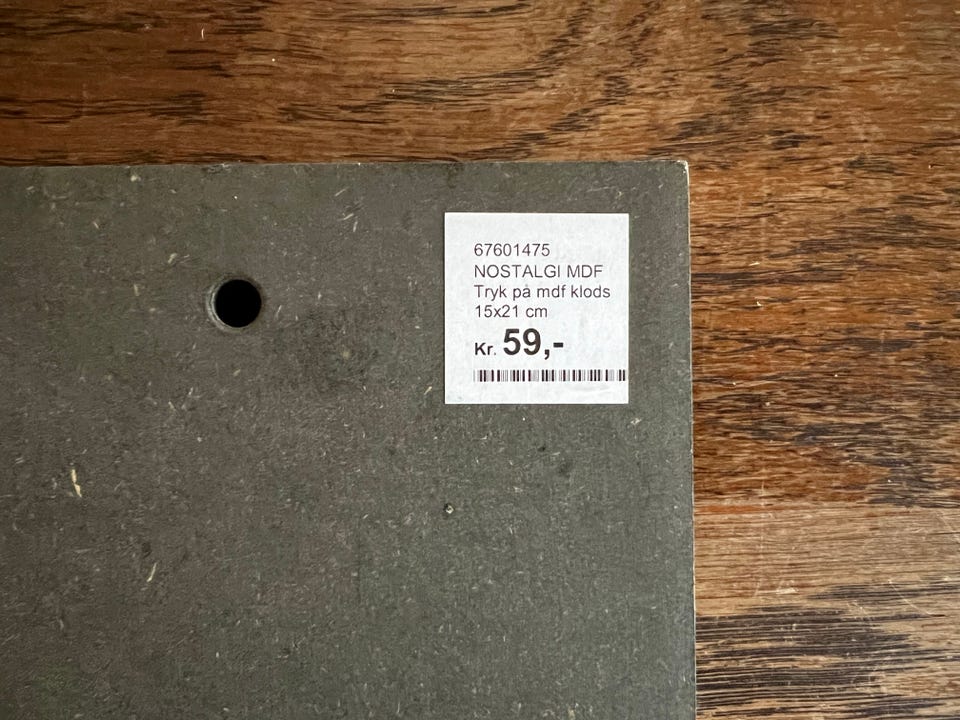 67601475
NOSTALGI MDF
Tryk på mdf klods
15x21 cm
Kr. 59,-